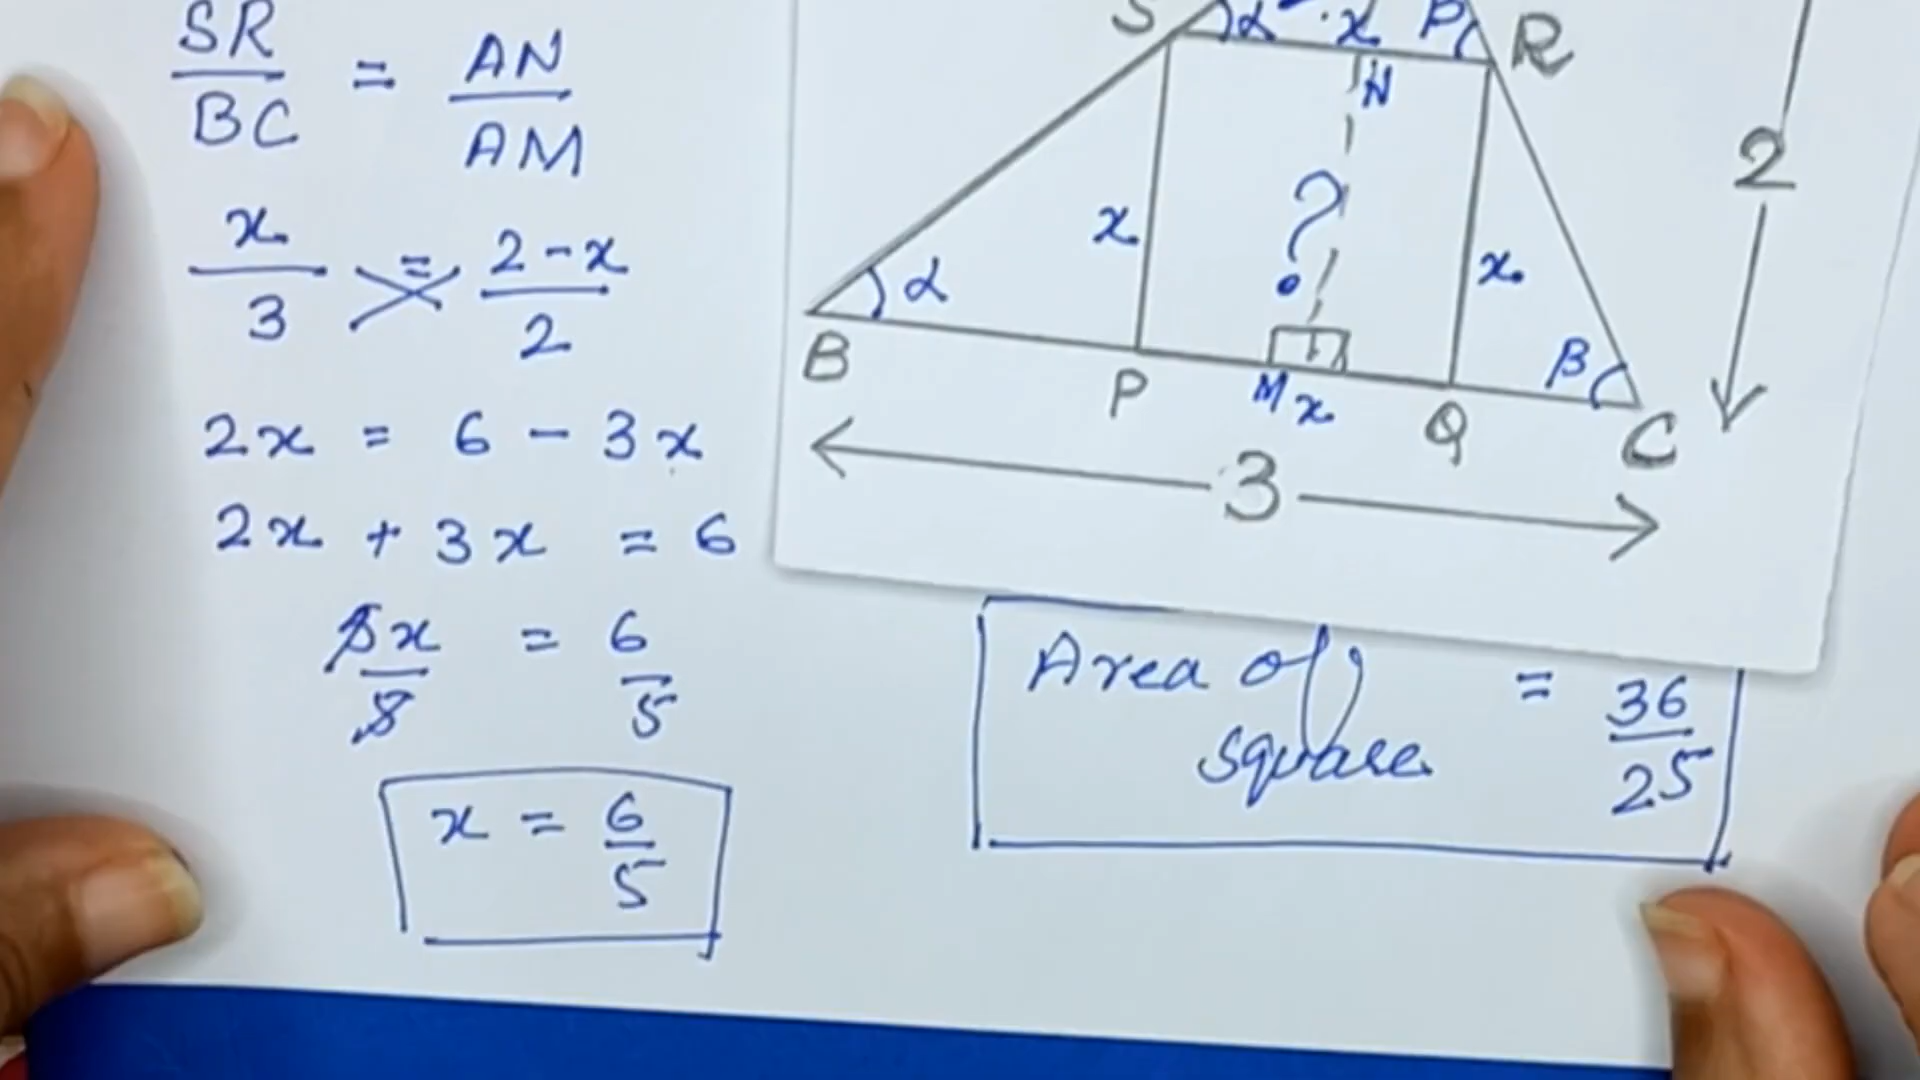 SR/BC = AN/AM
x/3 = 2-x/2
2x = 6 - 3x
2x + 3x = 6
5x/5 = 6/5
x = 6/5
S α x β R
N
x ? x
α β
B P M x Q C
2
3
Area of square = 36/25